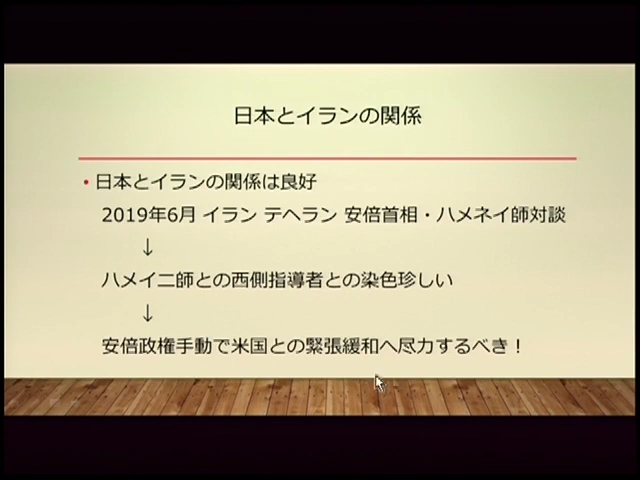 日本とイランの関係
• 日本とイランの関係は良好
2019年6月 イラン テヘラン 安倍首相・ハメネイ師対談
↓
ハメイニ師との西側指導者との染色珍しい
↓
安倍政権手動で米国との緊張緩和へ尽力するべき！